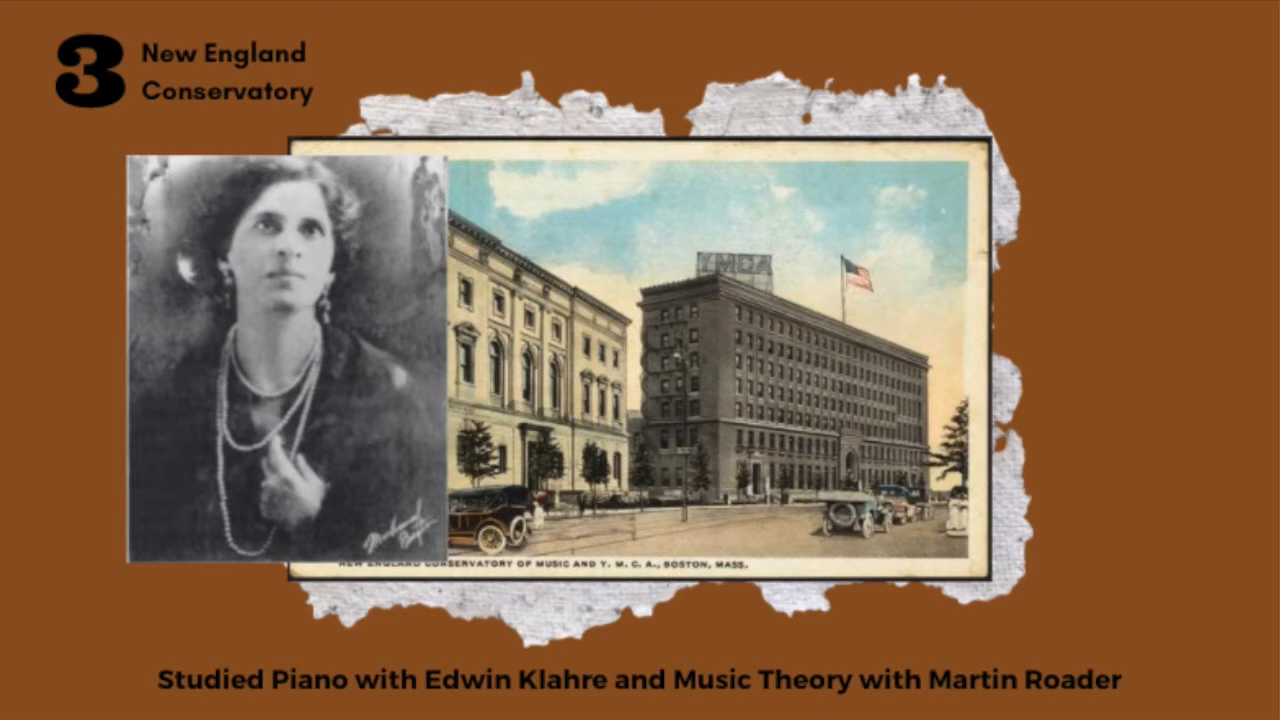 3 New England
Conservatory
YMCA
NEW ENGLAND CONSERVATORY OF MUSIC AND Y. M. C. A., BOSTON, MASS.
Studied Piano with Edwin Klahre and Music Theory with Martin Roader